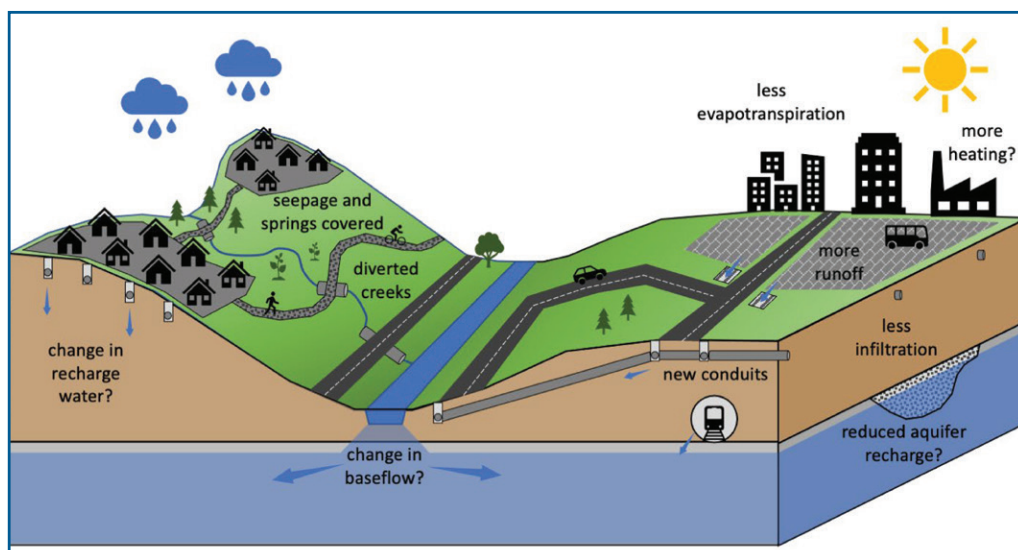 less
evapotranspiration
more
heating?
seepage and
springs covered
diverted
creeks
more
runoff
less
infiltration
change in
recharge
water?
new conduits
reduced aquifer
recharge?
change in
baseflow?